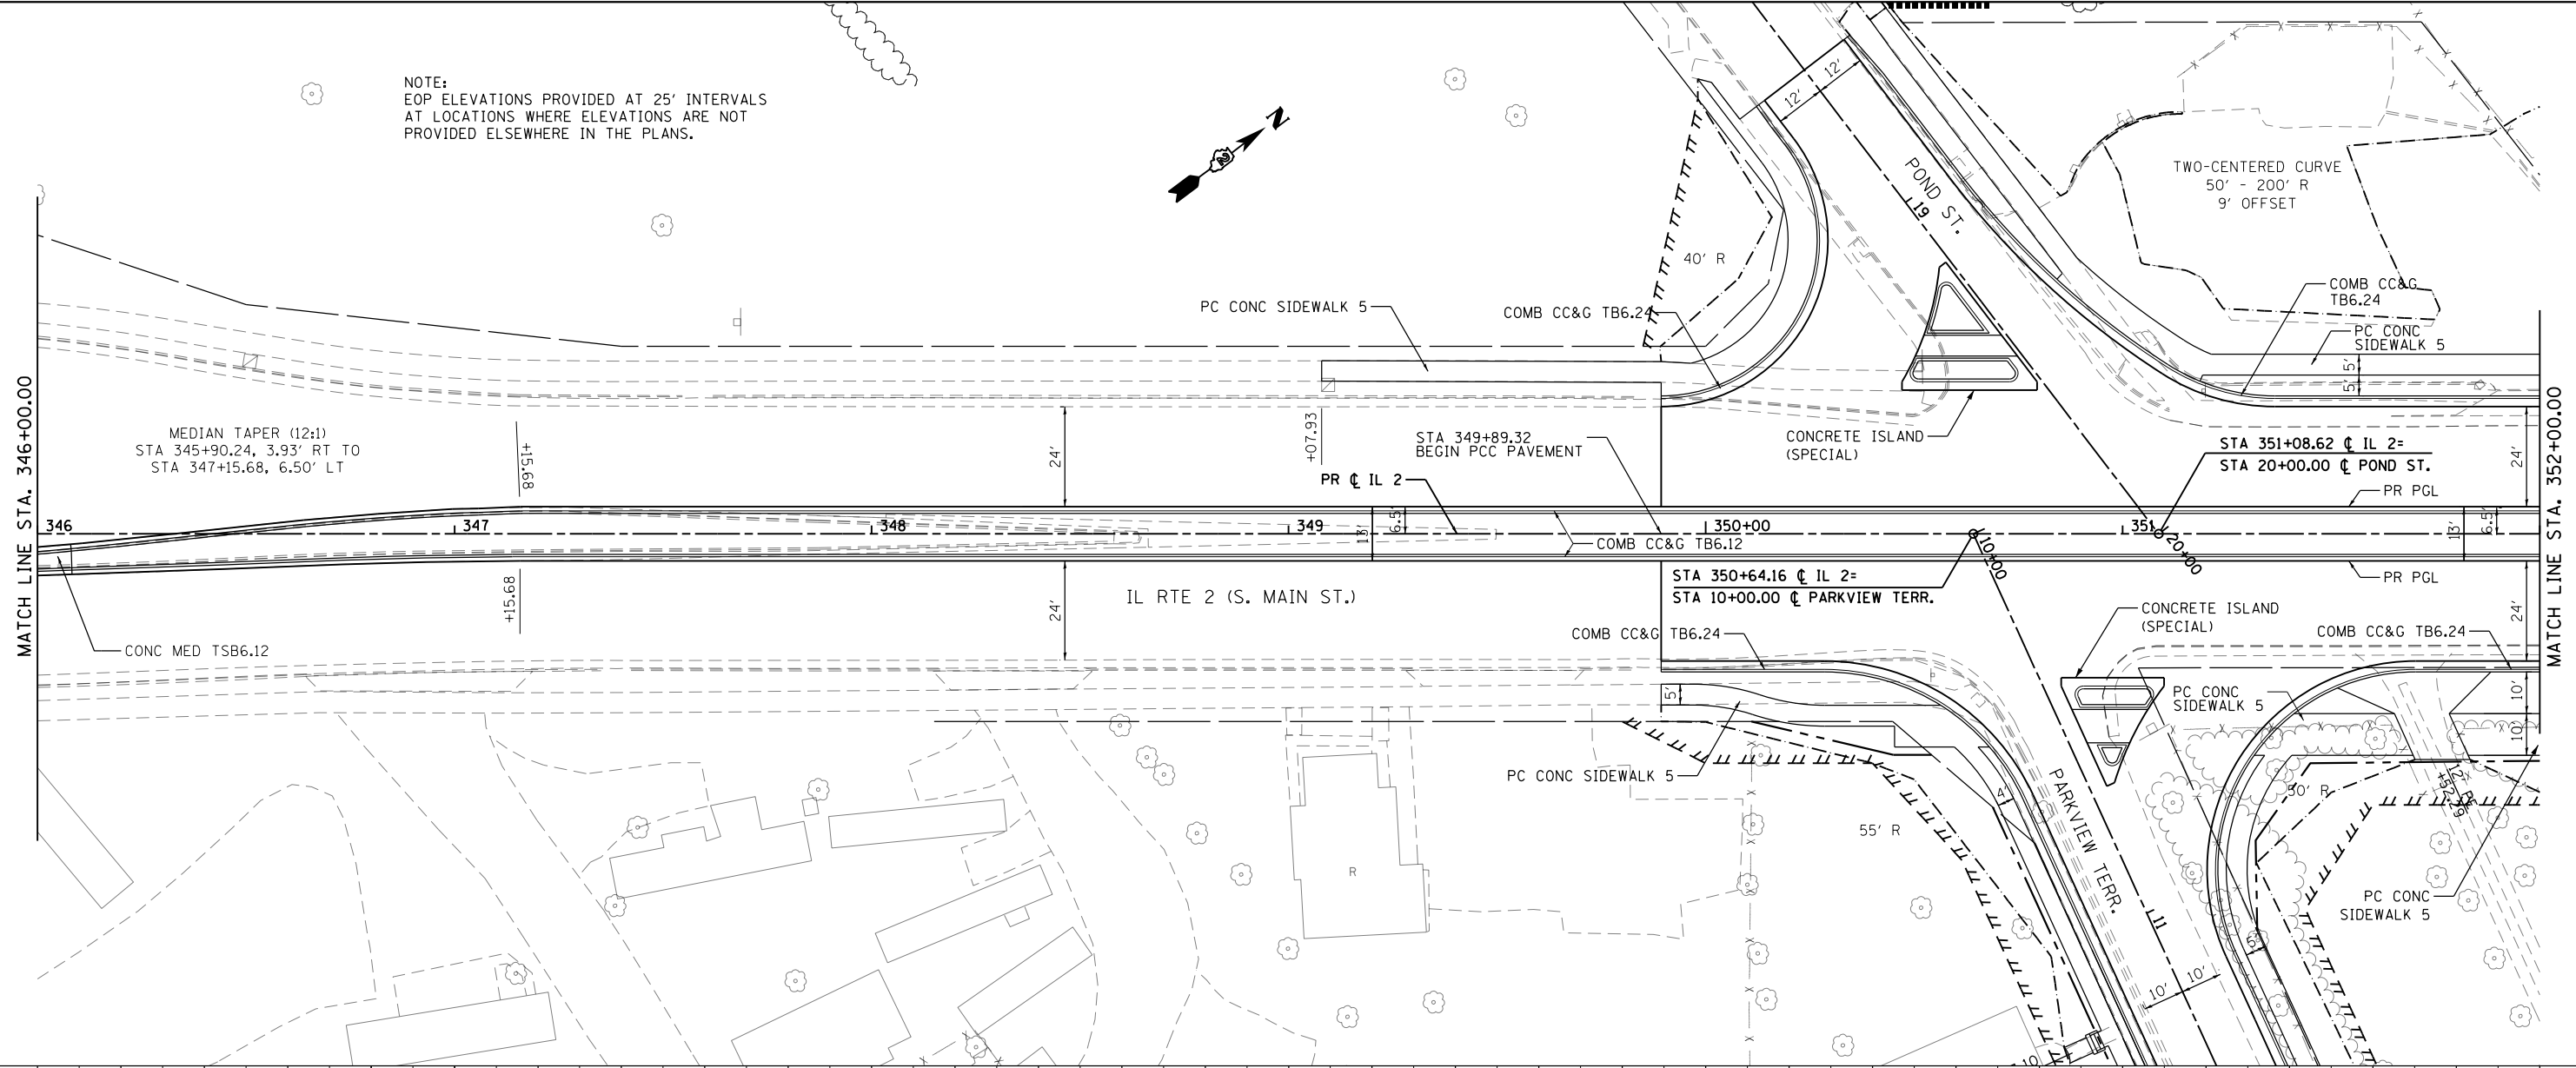 NOTE:
EOP ELEVATIONS PROVIDED AT 25' INTERVALS
AT LOCATIONS WHERE ELEVATIONS ARE NOT
PROVIDED ELSEWHERE IN THE PLANS.
N
2
12'
12'
POND ST.
19
TWO-CENTERED CURVE
50' - 200' R
9' OFFSET
40' R
COMB CC&G
TB6.24
PC CONC SIDEWALK 5
COMB CC&G TB6.24
PC CONC
SIDEWALK 5
5'
5'
MATCH LINE STA. 346+00.00
MEDIAN TAPER (12:1)
STA 345+90.24, 3.93' RT TO
STA 347+15.68, 6.50' LT
+15.68
24'
+07.93
STA 349+89.32
BEGIN PCC PAVEMENT
PR ℄ IL 2
CONCRETE ISLAND
(SPECIAL)
STA 351+08.62 ℄ IL 2=
STA 20+00.00 ℄ POND ST.
24'
MATCH LINE STA. 352+00.00
PR PGL
346
347
348
349
350+00
351
13'
6.5'
13'
6.5'
COMB CC&G TB6.12
10+00
20+00
STA 350+64.16 ℄ IL 2=
STA 10+00.00 ℄ PARKVIEW TERR.
PR PGL
+15.68
24'
IL RTE 2 (S. MAIN ST.)
CONCRETE ISLAND
(SPECIAL)
24'
COMB CC&G TB6.24
COMB CC&G TB6.24
CONC MED TSB6.12
5'
PC CONC
SIDEWALK 5
10'
10'
PC CONC SIDEWALK 5
4'
PARKVIEW TERR.
50' R
12' PE
+52.29
55' R
R
PC CONC
SIDEWALK 5
11
6'
10'
10'